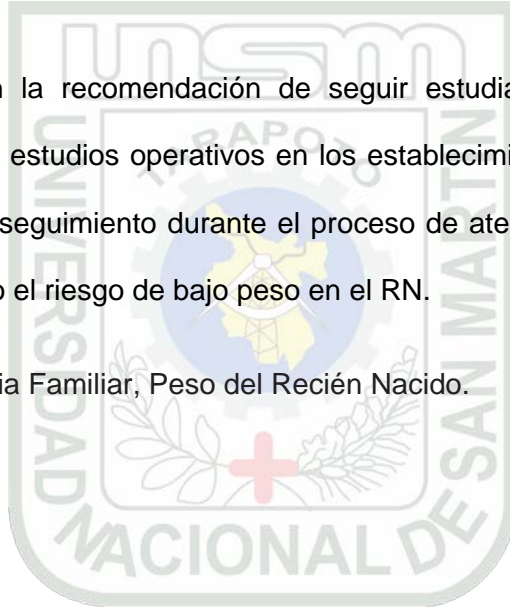 unsm
la recomendación de seguir estudia
TARAPOTO
estudios operativos en los establecimi
seguimiento durante el proceso de ate
el riesgo de bajo peso en el RN.
ia Familiar, Peso del Recién Nacido.
UNIVERSIDAD
NACIONAL DE
SAN MARTIN